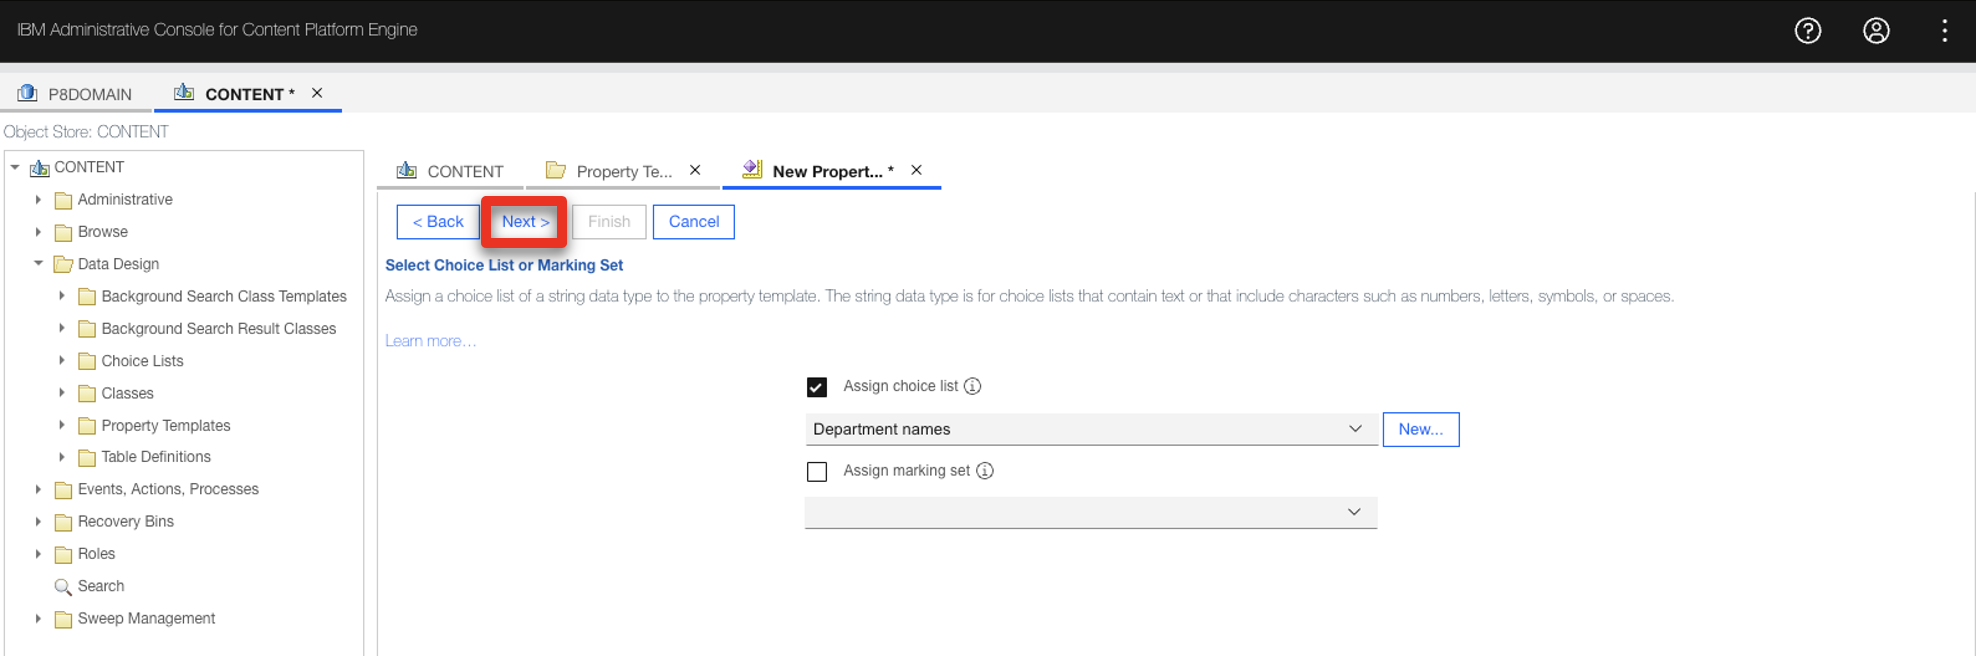 IBM Administrative Console for Content Platform Engine
P8DOMAIN
CONTENT *
Object Store: CONTENT
CONTENT
Administrative
Browse
Data Design
Background Search Class Templates
Background Search Result Classes
Choice Lists
Classes
Property Templates
Table Definitions
Events, Actions, Processes
Recovery Bins
Roles
Search
Sweep Management
CONTENT
Property Te...
New Propert... *
< Back
Next >
Finish
Cancel
Select Choice List or Marking Set
Assign a choice list of a string data type to the property template. The string data type is for choice lists that contain text or that include characters such as numbers, letters, symbols, or spaces.
Learn more...
Assign choice list
Department names
New...
Assign marking set